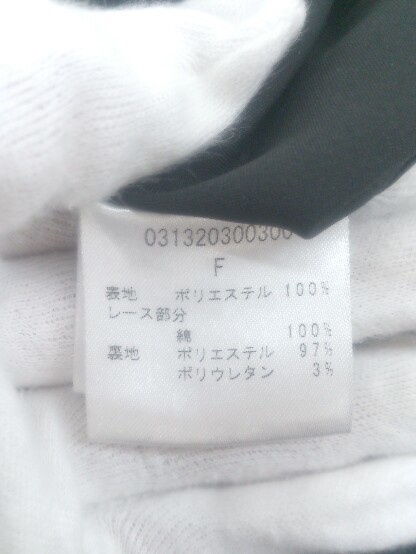 031320300300
F
表地 ポリエステル 100%
レース部分
綿 100%
裏地 ポリエステル 97%
ポリウレタン 3%